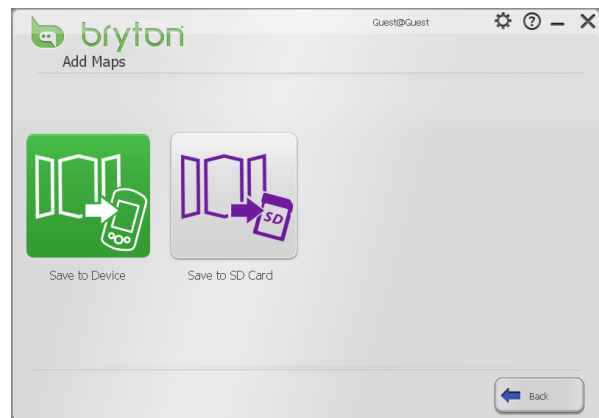 Guest@Guest
bryton
Add Maps
SD
Save to Device
Save to SD Card
Back